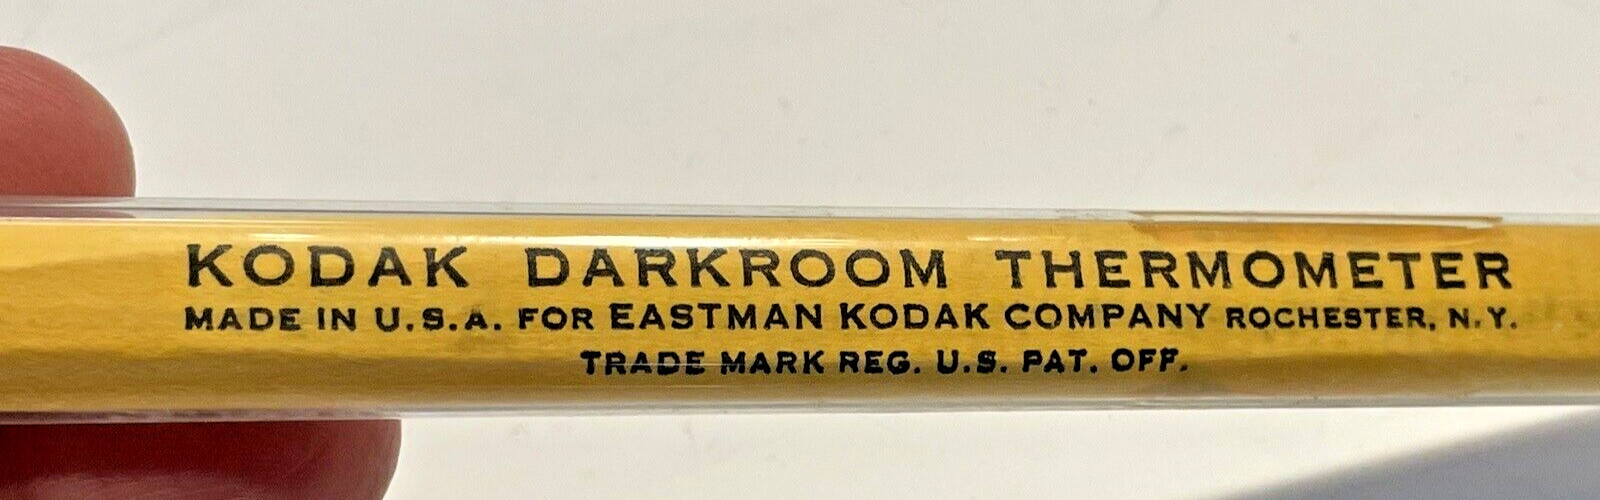 KODAK DARKROOM THERMOMETER
MADE IN U.S.A. FOR EASTMAN KODAK COMPANY ROCHESTER, N.Y.
TRADE MARK REG. U.S. PAT. OFF.